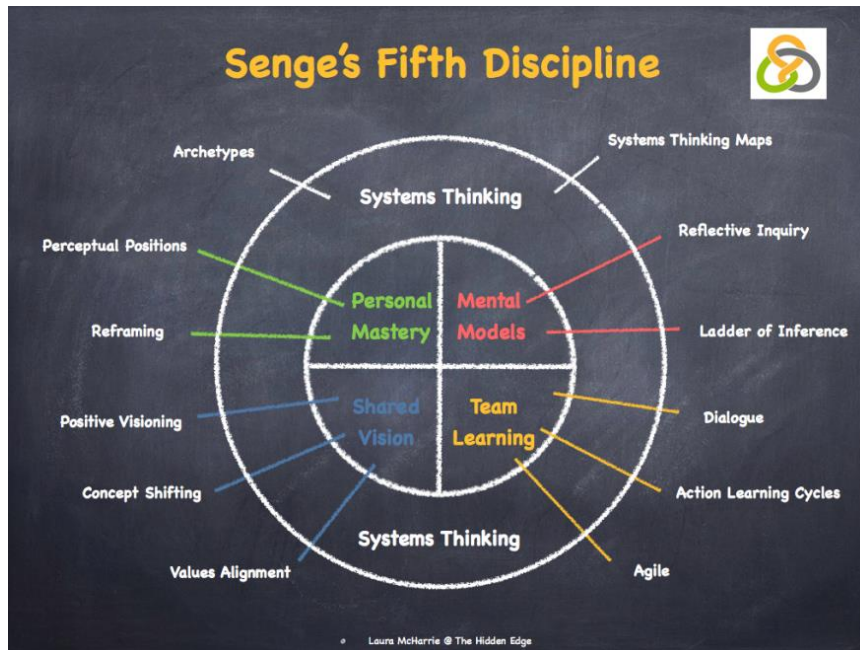 Senge's Fifth Discipline
Archetypes
Systems Thinking Maps
Systems Thinking
Perceptual Positions
Reflective Inquiry
Personal
Mastery
Mental
Models
Reframing
Ladder of Inference
Shared
Vision
Team
Learning
Positive Visioning
Dialogue
Concept Shifting
Action Learning Cycles
Systems Thinking
Values Alignment
Agile
Laura McHarrie @ The Hidden Edge